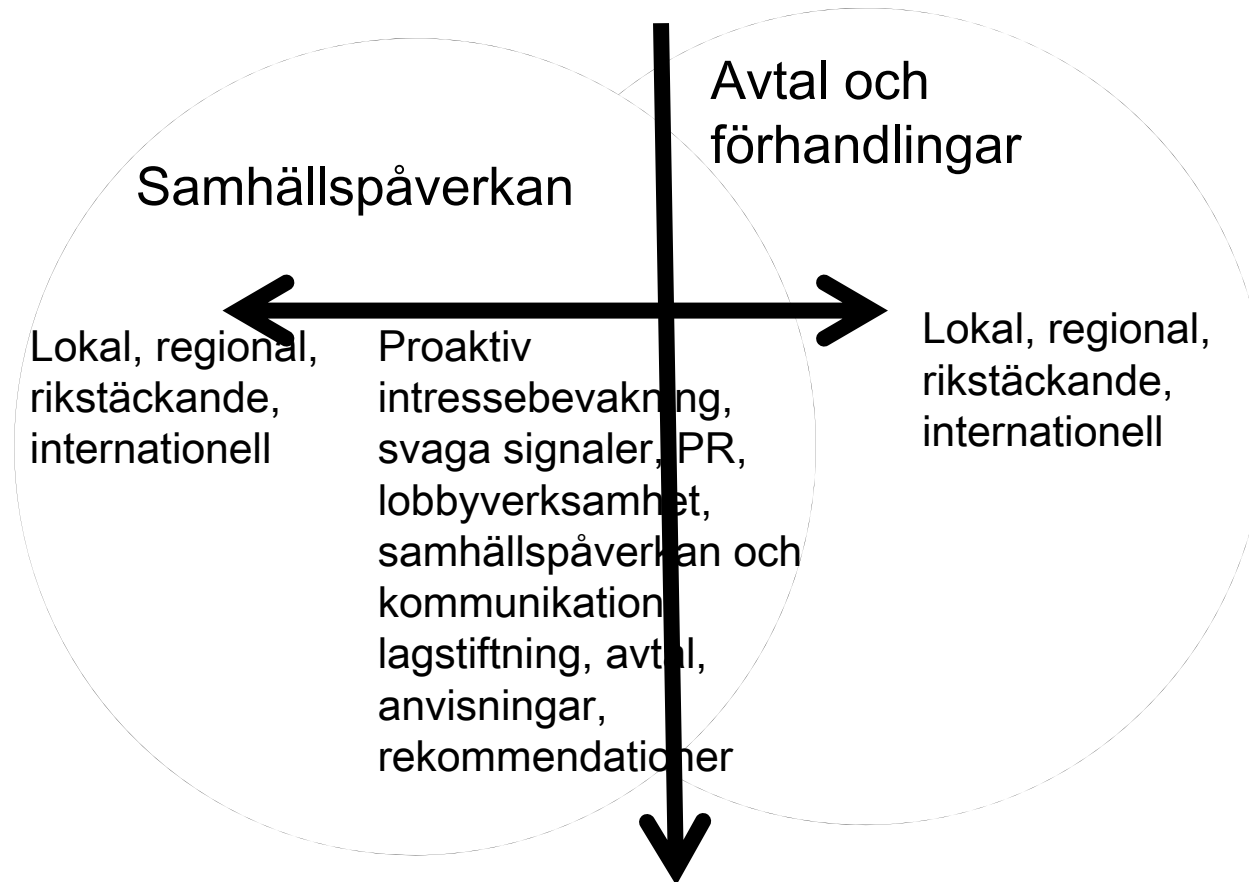 Avtal och
förhandlingar
Samhällspåverkan
Lokal, regional,
rikstäckande,
internationell
Proaktiv
intressebevakning,
svaga signaler, PR,
lobbyverksamhet,
samhällspåverkan och
kommunikation,
lagstiftning, avtal,
anvisningar,
rekommendationer
Lokal, regional,
rikstäckande,
internationell